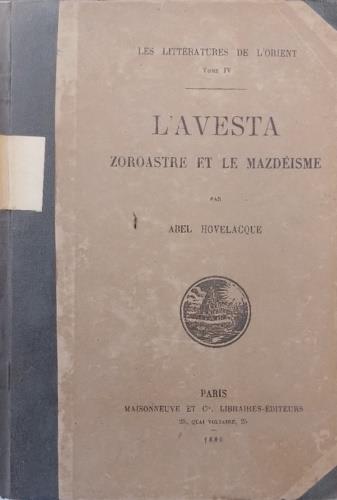 LES LITTÉRATURES DE L'ORIENT
TOME IV
L'AVESTA
ZOROASTRE ET LE MAZDÉISME
PAR
ABEL HOVELACQUE
PARIS
MAISONNEUVE ET Cie, LIBRAIRES-ÉDITEURS
25, QUAI VOLTAIRE, 25
1880